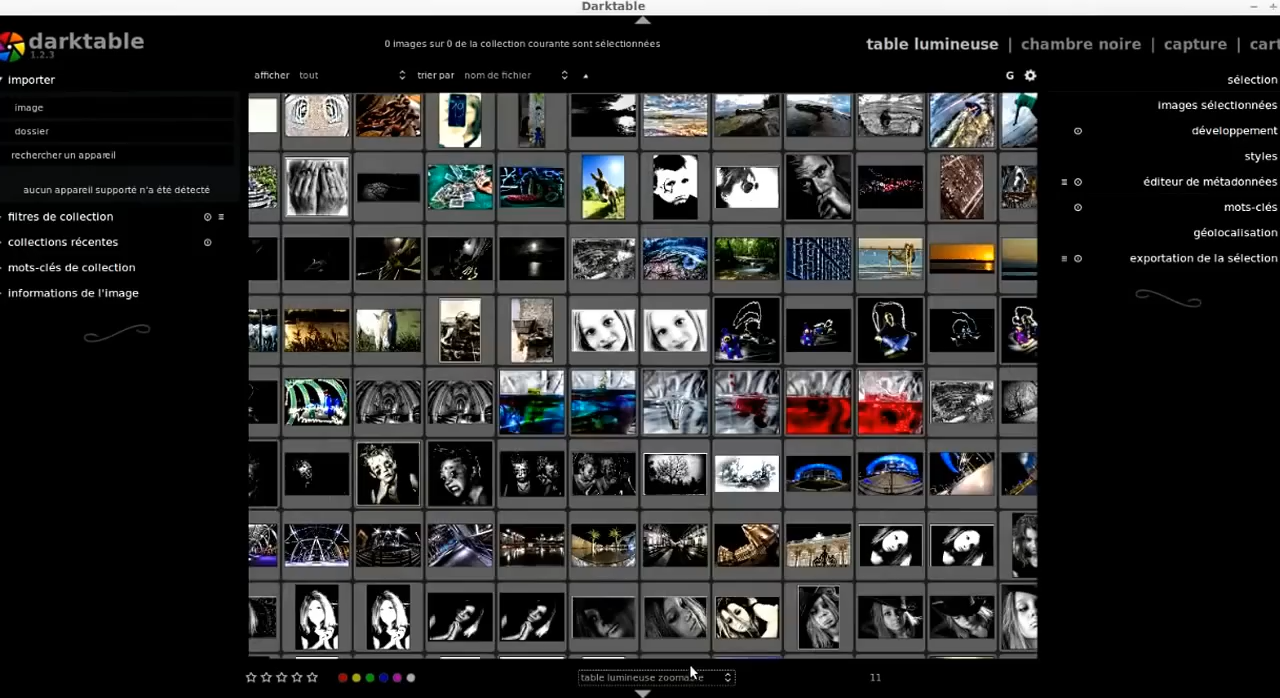 Darktable
darktable
1.2.3
0 images sur 0 de la collection courante sont sélectionnées
table lumineuse | chambre noire | capture | cart
importer
afficher tout
trier par nom de fichier
G
sélection
image
images sélectionnées
dossier
développement
rechercher un appareil
styles
aucun appareil supporté n'a été détecté
éditeur de métadonnées
filtres de collection
mots-clés
collections récentes
géolocalisation
mots-clés de collection
exportation de la sélection
informations de l'image
table lumineuse
11